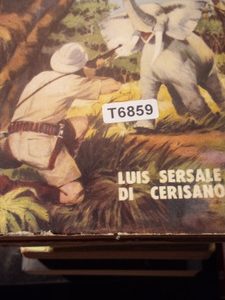 T6859
LUIS SERSALE
DI CERISANO